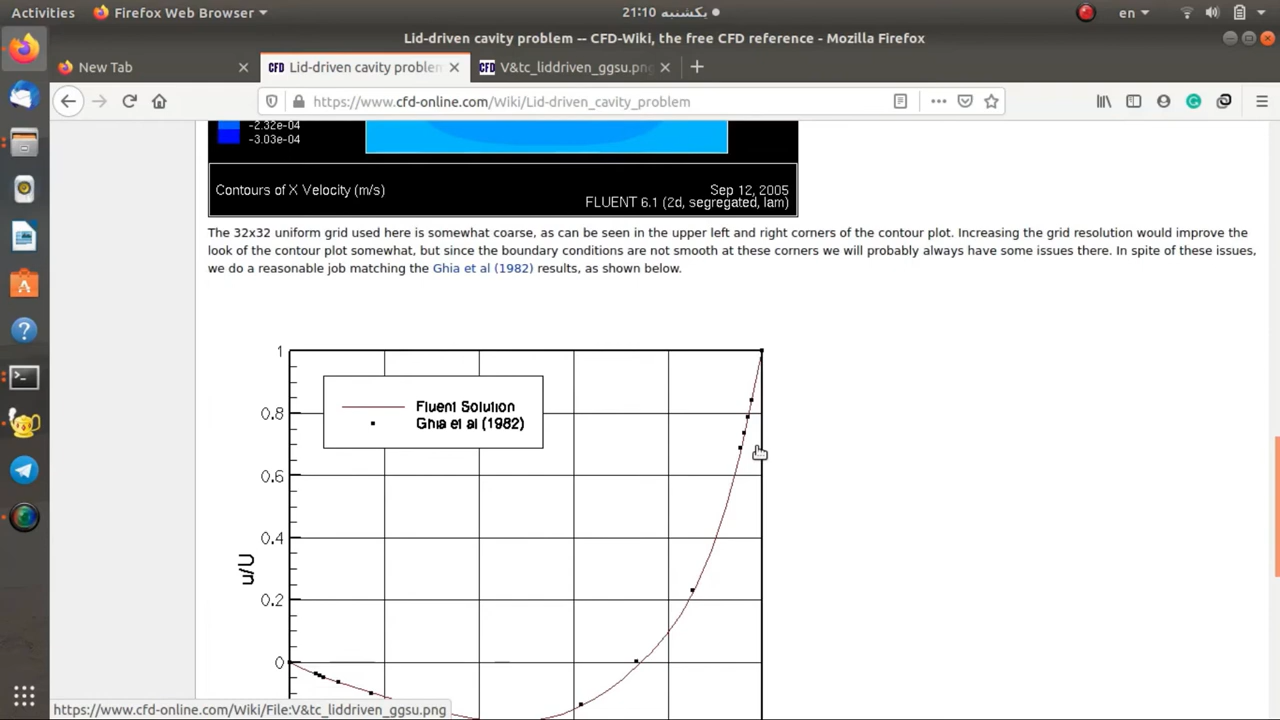 Activities Firefox Web Browser 21:10 یکشنبه en
Lid-driven cavity problem -- CFD-Wiki, the free CFD reference - Mozilla Firefox
New Tab CFD Lid-driven cavity problem CFD V&tc_liddriven_ggsu.png
https://www.cfd-online.com/Wiki/Lid-driven_cavity_problem
-2.32e-04
-3.03e-04
Contours of X Velocity (m/s) Sep 12, 2005
FLUENT 6.1 (2d, segregated, lam)
The 32x32 uniform grid used here is somewhat coarse, as can be seen in the upper left and right corners of the contour plot. Increasing the grid resolution would improve the
look of the contour plot somewhat, but since the boundary conditions are not smooth at these corners we will probably always have some issues there. In spite of these issues,
we do a reasonable job matching the Ghia et al (1982) results, as shown below.
1
Fluent Solution
0.8
Ghia et al (1982)
0.6
0.4
u/U
0.2
0
https://www.cfd-online.com/Wiki/File:V&tc_liddriven_ggsu.png